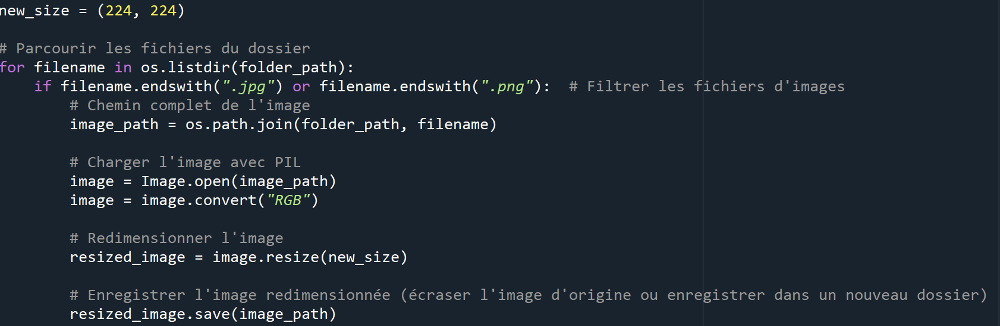 new_size = (224, 224)
# Parcourir les fichiers du dossier
for filename in os.listdir(folder_path):
    if filename.endswith(".jpg") or filename.endswith(".png"):  # Filtrer les fichiers d'images
        # Chemin complet de l'image
        image_path = os.path.join(folder_path, filename)
        # Charger l'image avec PIL
        image = Image.open(image_path)
        image = image.convert("RGB")
        # Redimensionner l'image
        resized_image = image.resize(new_size)
        # Enregistrer l'image redimensionnée (écraser l'image d'origine ou enregistrer dans un nouveau dossier)
        resized_image.save(image_path)